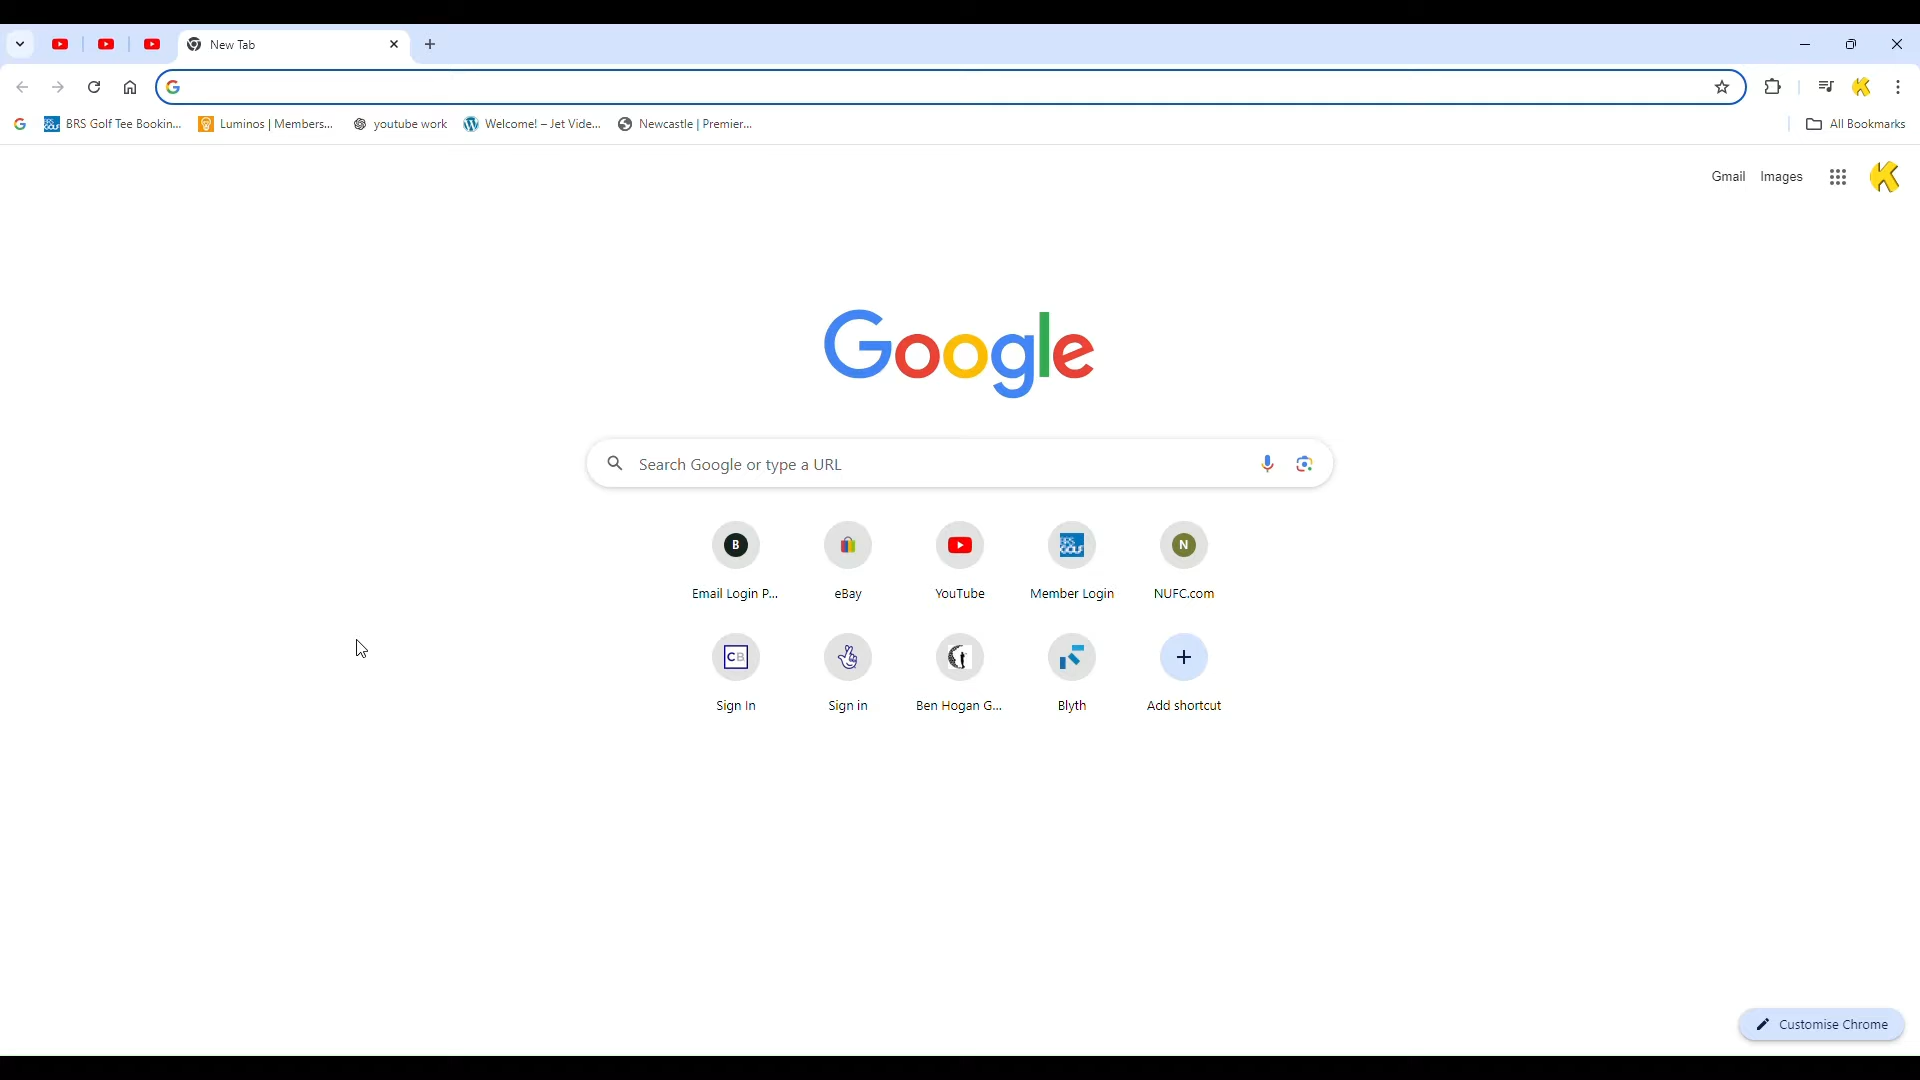 New Tab
BRS Golf Tee Bookin... Luminos | Members... youtube work Welcome! – Jet Vide... Newcastle | Premier... All Bookmarks
Gmail Images
Google
Search Google or type a URL
B N
Email Login P... eBay YouTube Member Login NUFC.com
CB
Sign In Sign in Ben Hogan G... Blyth Add shortcut
Customise Chrome